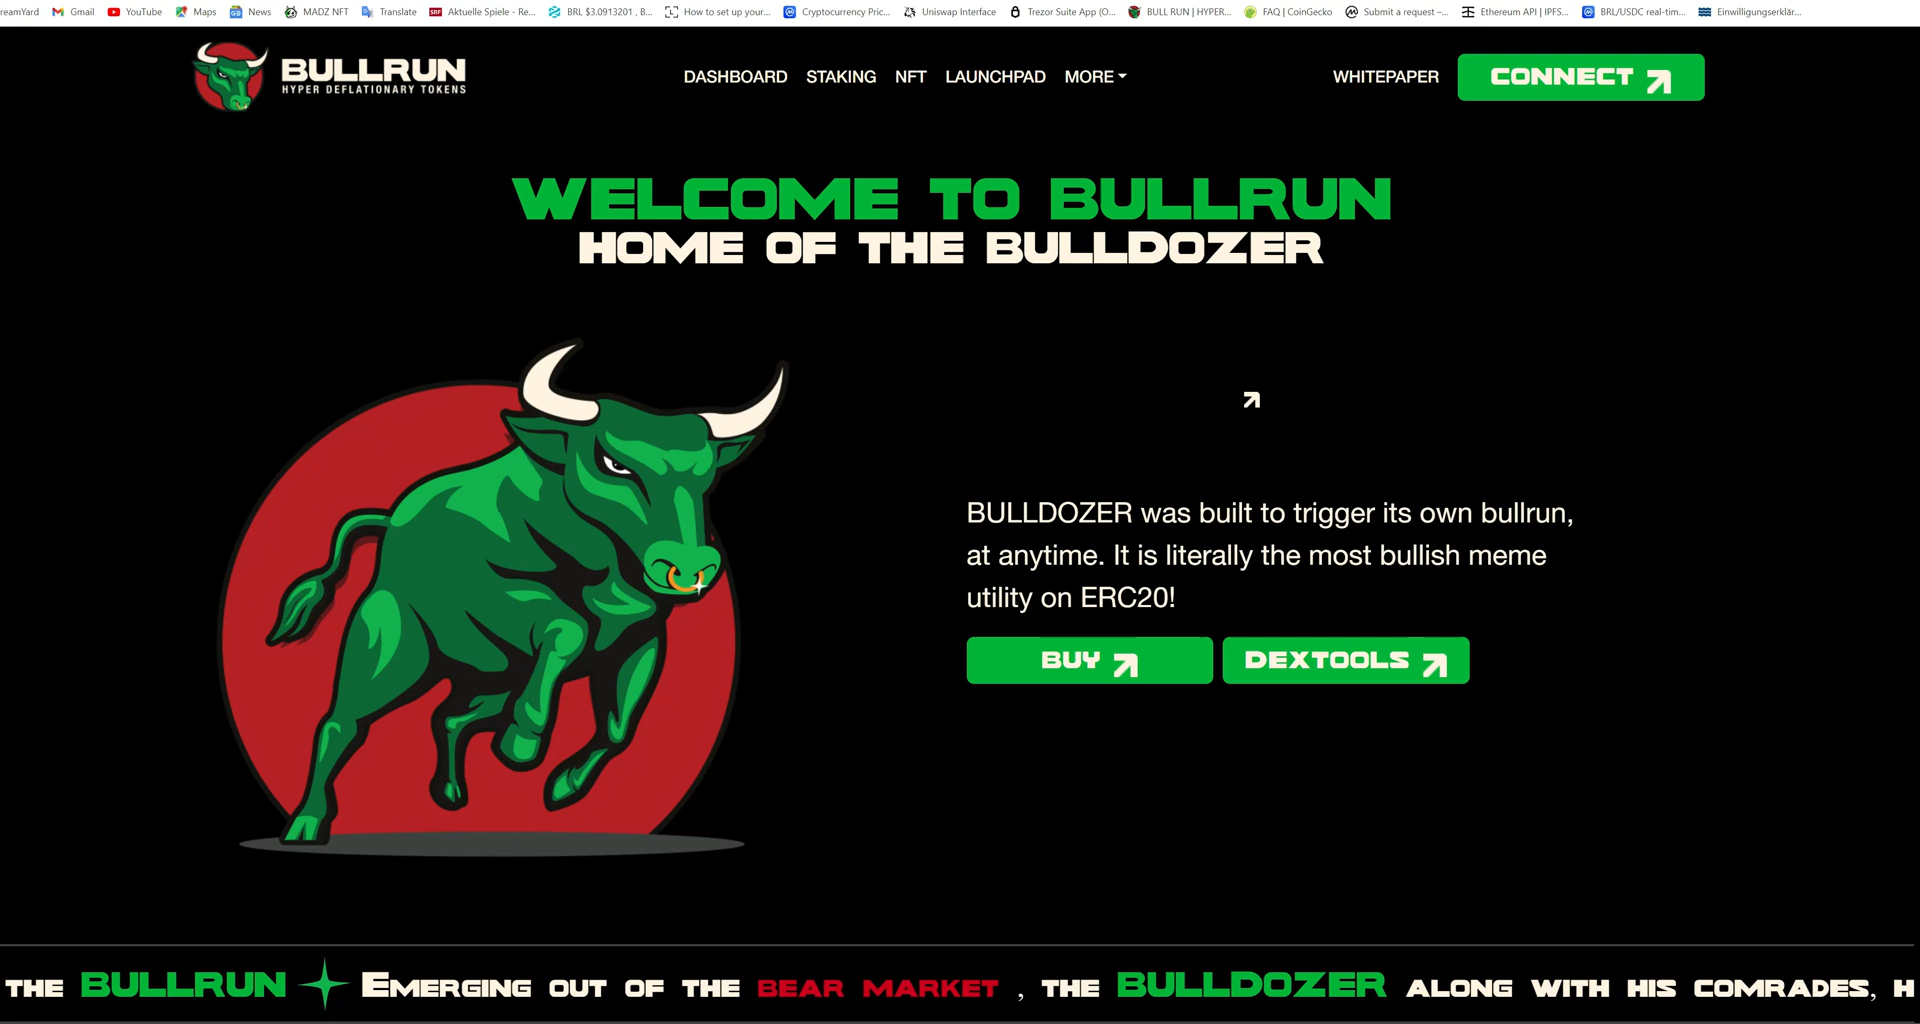 reamYard Gmail YouTube Maps News MADZ NFT Translate Aktuelle Spiele - Re... BRL $3.0913201 , B... How to set up your... Cryptocurrency Pric... Uniswap Interface Trezor Suite App (O... BULL RUN | HYPER... FAQ | CoinGecko Submit a request –... Ethereum API | IPFS... BRL/USDC real-tim... Einwilligungserklär...
BULLRUN
HYPER DEFLATIONARY TOKENS
DASHBOARD STAKING NFT LAUNCHPAD MORE WHITEPAPER CONNECT
WELCOME TO BULLRUN
HOME OF THE BULLDOZER
BULLDOZER was built to trigger its own bullrun,
at anytime. It is literally the most bullish meme
utility on ERC20!
BUY DEXTOOLS
THE BULLRUN EMERGING OUT OF THE BEAR MARKET , THE BULLDOZER ALONG WITH HIS COMRADES, H